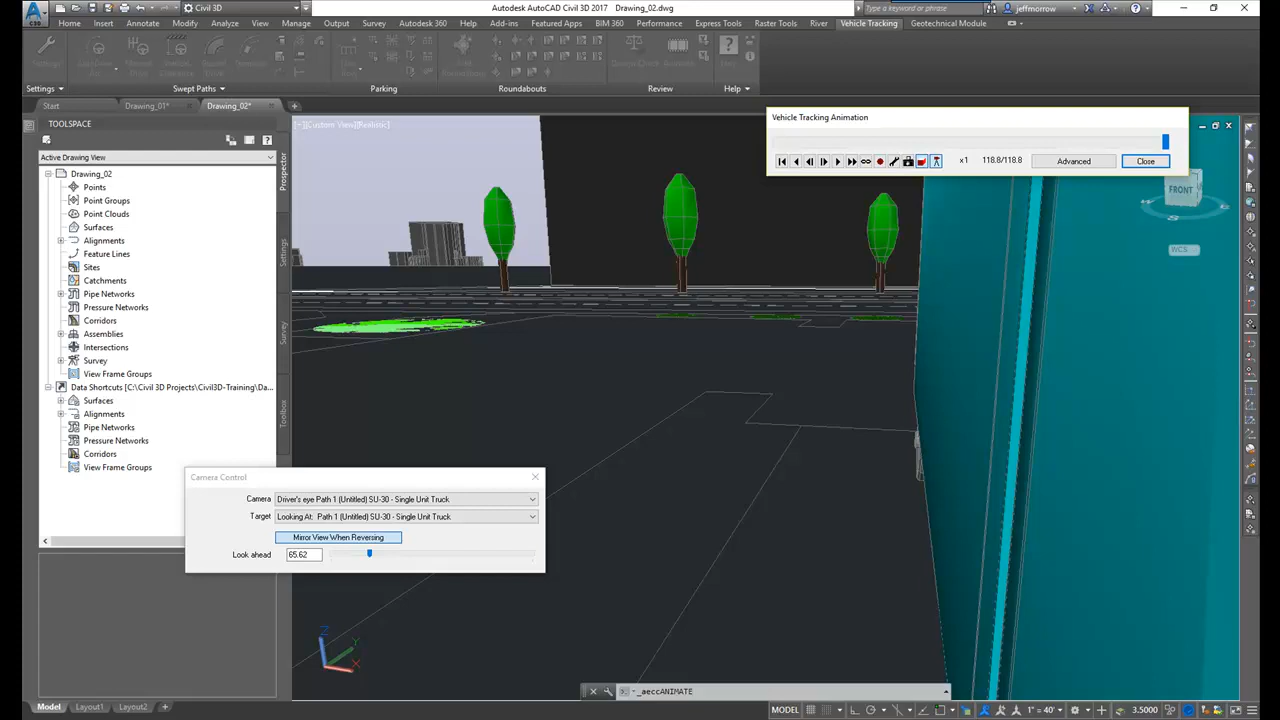 Civil 3D
Autodesk AutoCAD Civil 3D 2017   Drawing_02.dwg
Type a keyword or phrase
jeffmorrow
C3D
Home Insert Annotate Modify Analyze View Manage Output Survey Autodesk 360 Help Add-ins Featured Apps BIM 360 Performance Express Tools Raster Tools River Vehicle Tracking Geotechnical Module
Settings
Settings Swept Paths Parking Roundabouts Review Help
Start Drawing_01* Drawing_02*
TOOLSPACE
Active Drawing View
Drawing_02
Points
Point Groups
Point Clouds
Surfaces
Alignments
Feature Lines
Sites
Catchments
Pipe Networks
Pressure Networks
Corridors
Assemblies
Intersections
Survey
View Frame Groups
Data Shortcuts [C:\Civil 3D Projects\Civil3D-Training\Da...
Surfaces
Alignments
Pipe Networks
Pressure Networks
Corridors
View Frame Groups
Prospector
Settings
Survey
Toolbox
[−][Custom View][Realistic]
Vehicle Tracking Animation
x1 118.8/118.8 Advanced Close
FRONT
WCS
Camera Control
Camera Driver's eye Path 1 (Untitled) SU-30 - Single Unit Truck
Target Looking At: Path 1 (Untitled) SU-30 - Single Unit Truck
Mirror View When Reversing
Look ahead 65.62
Z
Y
X
_aeccANIMATE
Model Layout1 Layout2 +
MODEL 1" = 40' 3.5000